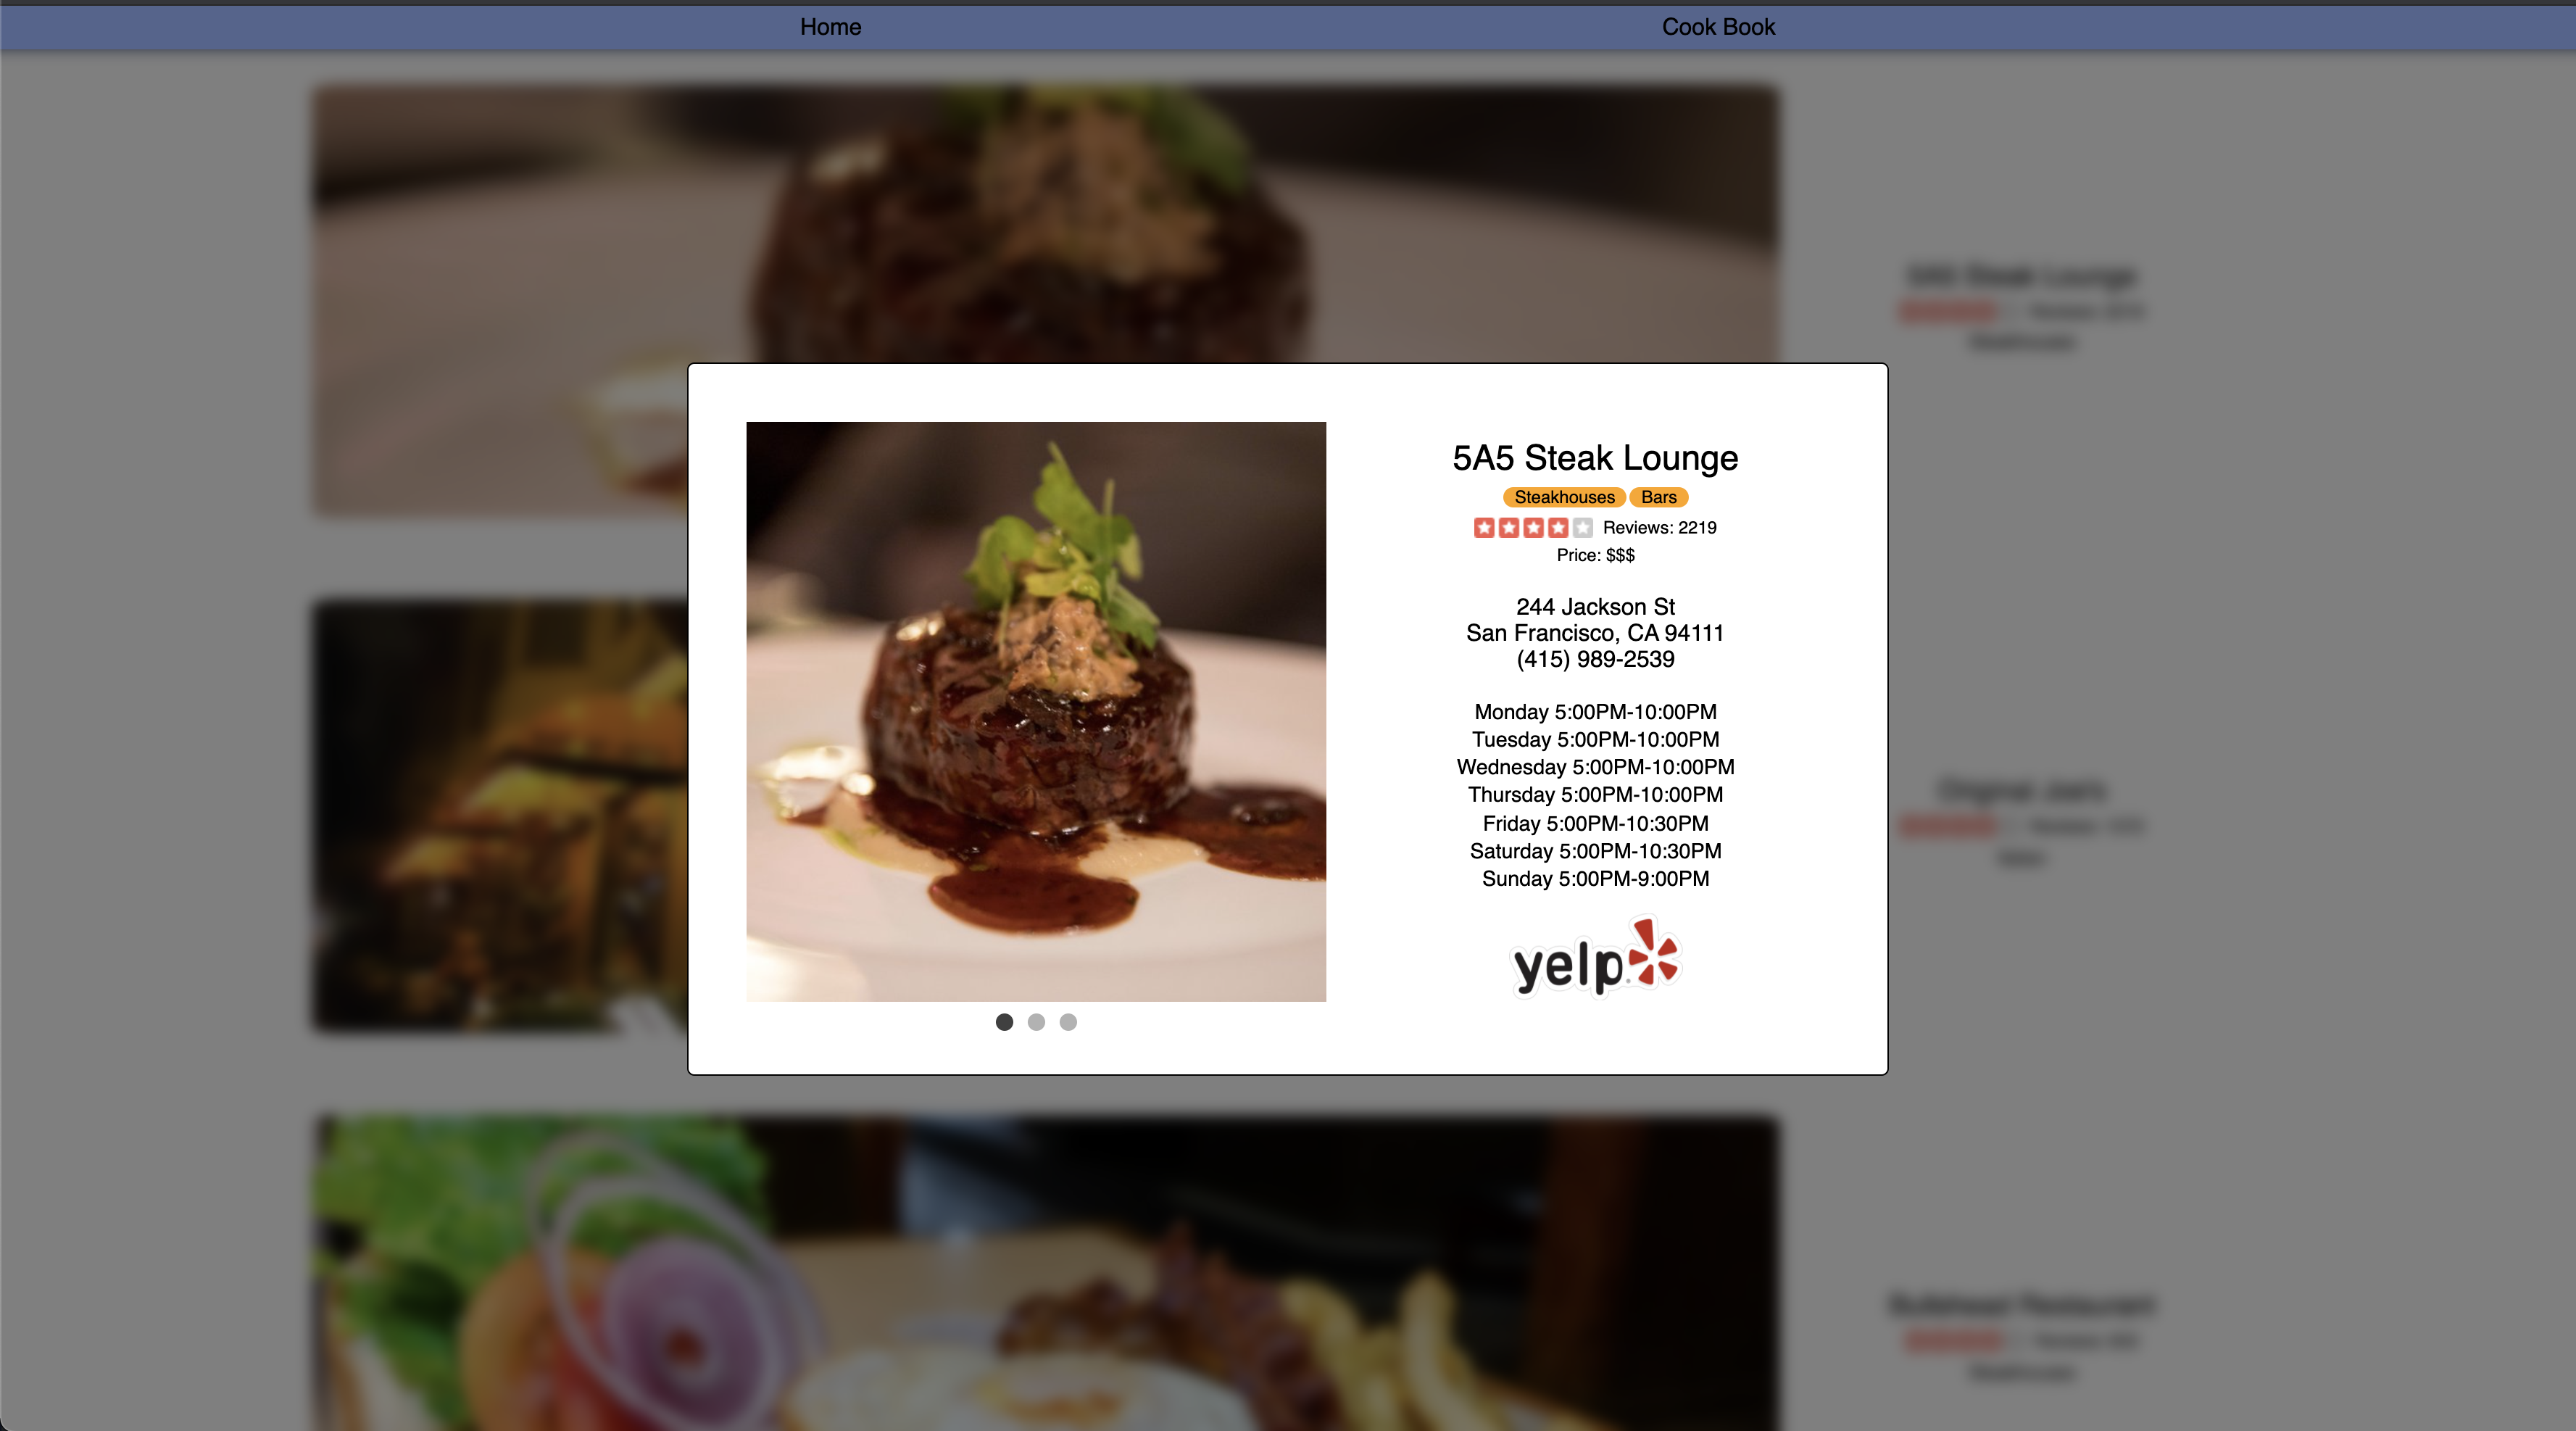 Home
Cook Book
5A5 Steak Lounge
Steakhouses Bars
Reviews: 2219
Price: $$$
244 Jackson St
San Francisco, CA 94111
(415) 989-2539
Monday 5:00PM-10:00PM
Tuesday 5:00PM-10:00PM
Wednesday 5:00PM-10:00PM
Thursday 5:00PM-10:00PM
Friday 5:00PM-10:30PM
Saturday 5:00PM-10:30PM
Sunday 5:00PM-9:00PM
yelp